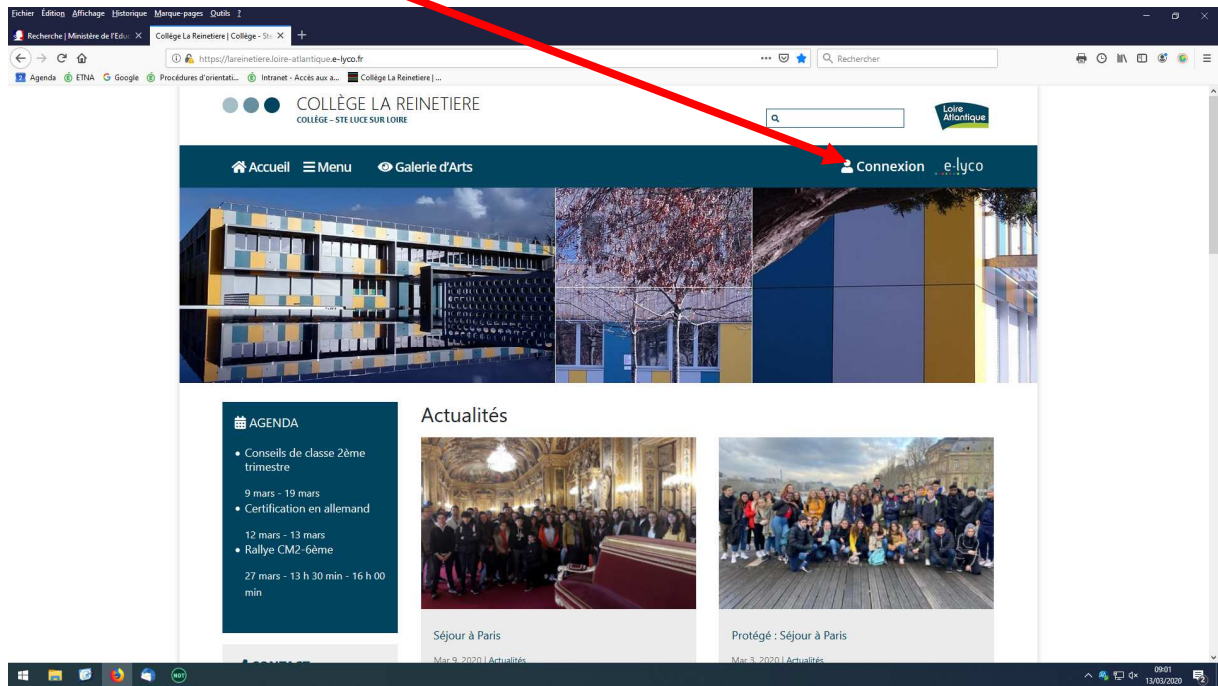 Fichier Édition Affichage Historique Marque-pages Outils ?
Recherche | Ministère de l'Educ
Collège La Reinetiere | Collège - Ste
https://lareinetiere.loire-atlantique.e-lyco.fr
Rechercher
Agenda ETNA Google Procédures d'orientati... Intranet - Accès aux a... Collège La Reinetiere | ...
COLLÈGE LA REINETIERE
COLLÈGE – STE LUCE SUR LOIRE
Loire
Atlantique
Accueil Menu Galerie d'Arts Connexion e-lyco
AGENDA
• Conseils de classe 2ème
trimestre
9 mars - 19 mars
• Certification en allemand
12 mars - 13 mars
• Rallye CM2-6ème
27 mars - 13 h 30 min - 16 h 00
min
Actualités
Séjour à Paris
Mar 9, 2020 | Actualités
Protégé : Séjour à Paris
Mar 3, 2020 | Actualités
CONTACT
NOT
09:01
13/03/2020
2